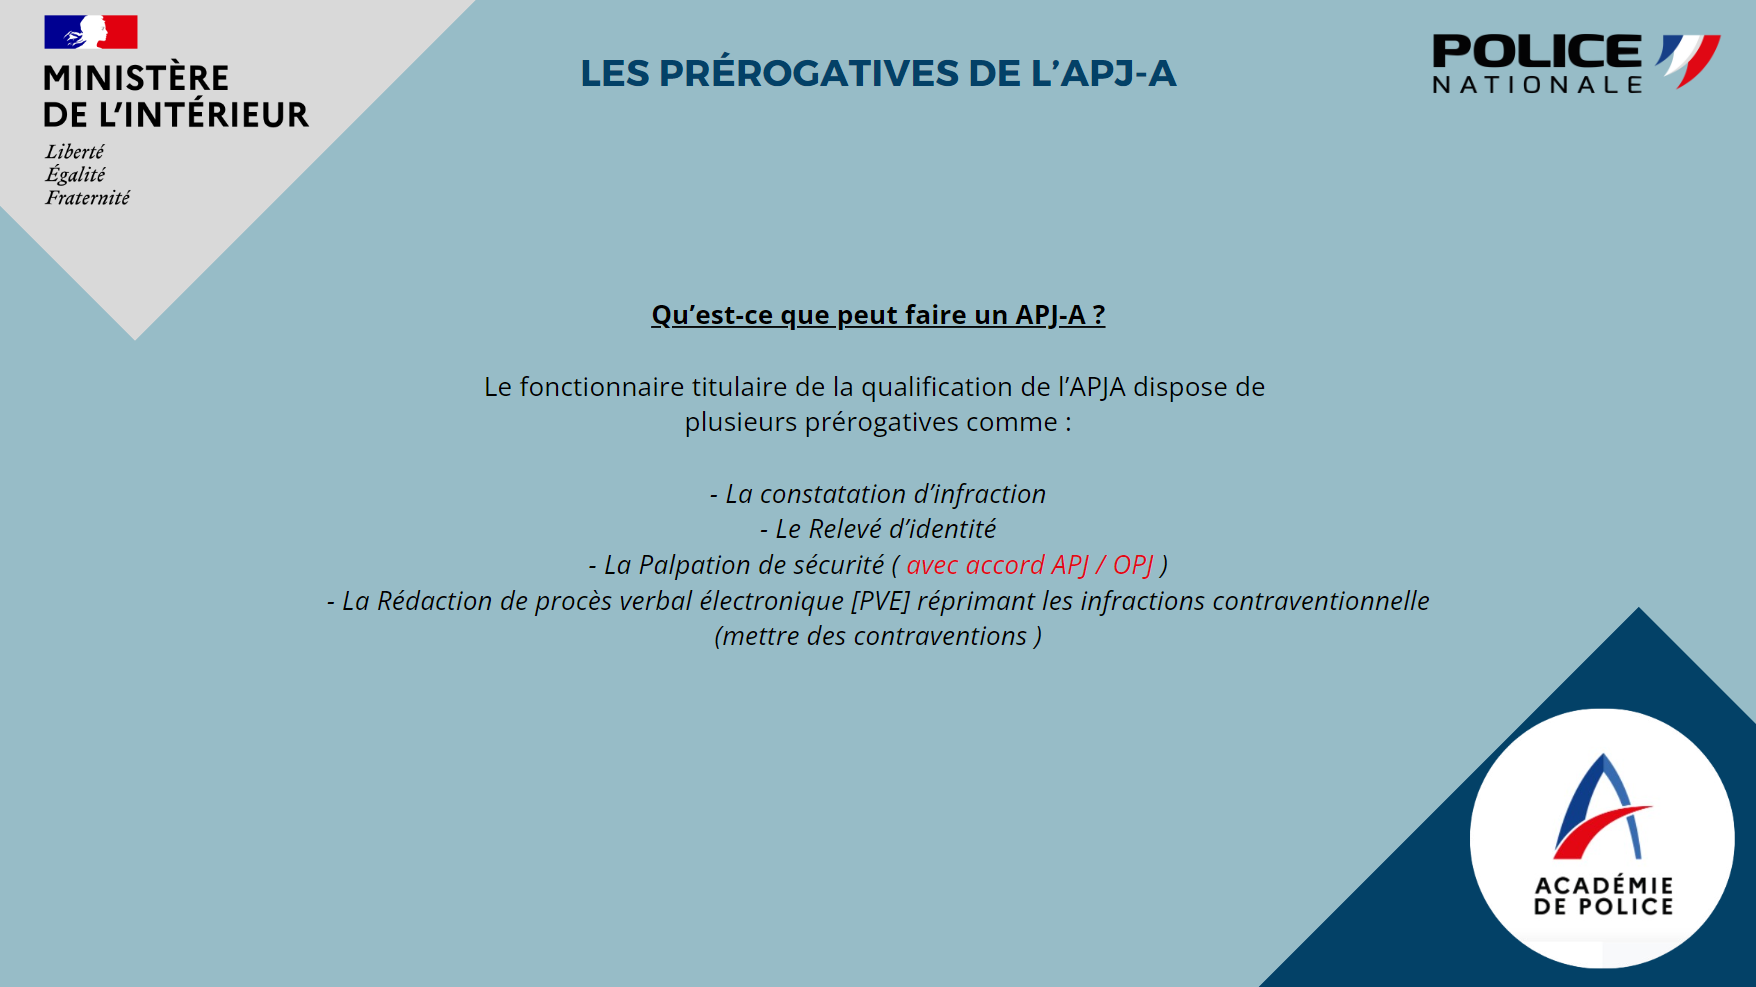 MINISTÈRE
DE L’INTÉRIEUR
Liberté
Égalité
Fraternité
LES PRÉROGATIVES DE L’APJ-A
POLICE
NATIONALE
Qu’est-ce que peut faire un APJ-A ?
Le fonctionnaire titulaire de la qualification de l’APJA dispose de
plusieurs prérogatives comme :
- La constatation d’infraction
- Le Relevé d’identité
- La Palpation de sécurité ( avec accord APJ / OPJ )
- La Rédaction de procès verbal électronique [PVE] réprimant les infractions contraventionnelle
(mettre des contraventions )
ACADÉMIE
DE POLICE